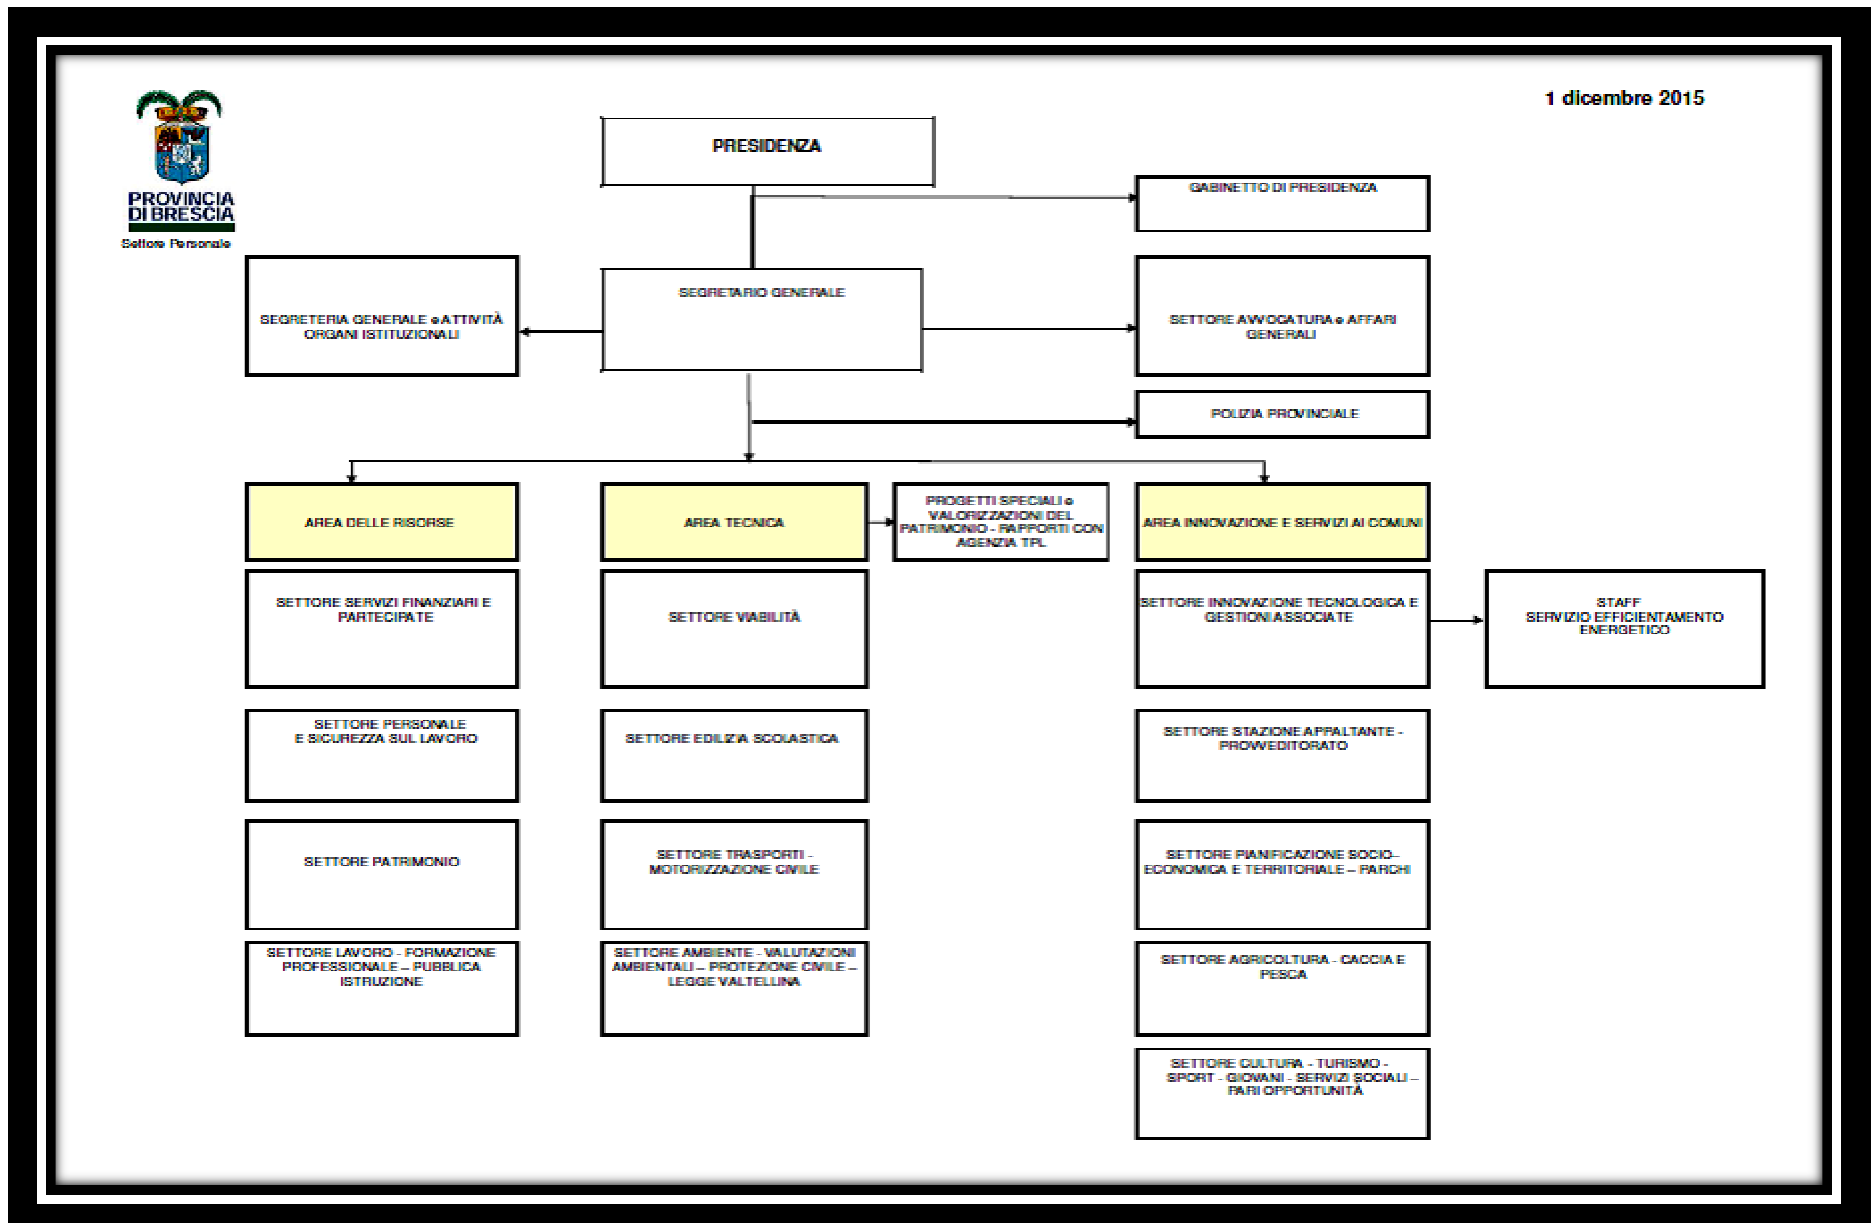 1 dicembre 2015
PRESIDENZA
PROVINCIA
DI BRESCIA
Settore Personale
GABINETTO DI PRESIDENZA
SEGRETERIA GENERALE e ATTIVITÀ
ORGANI ISTITUZIONALI
SEGRETARIO GENERALE
SETTORE AVVOCATURA e AFFARI
GENERALI
POLIZIA PROVINCIALE
AREA DELLE RISORSE
AREA TECNICA
PROGETTI SPECIALI e
VALORIZZAZIONI DEL
PATRIMONIO - RAPPORTI CON
AGENZIA TPL
AREA INNOVAZIONE E SERVIZI AI COMUNI
SETTORE SERVIZI FINANZIARI E
PARTECIPATE
SETTORE VIABILITÀ
SETTORE INNOVAZIONE TECNOLOGICA E
GESTIONI ASSOCIATE
STAFF
SERVIZIO EFFICIENTAMENTO
ENERGETICO
SETTORE PERSONALE
E SICUREZZA SUL LAVORO
SETTORE EDILIZIA SCOLASTICA
SETTORE STAZIONE APPALTANTE -
PROVVEDITORATO
SETTORE PATRIMONIO
SETTORE TRASPORTI -
MOTORIZZAZIONE CIVILE
SETTORE PIANIFICAZIONE SOCIO–
ECONOMICA E TERRITORIALE – PARCHI
SETTORE LAVORO - FORMAZIONE
PROFESSIONALE – PUBBLICA
ISTRUZIONE
SETTORE AMBIENTE - VALUTAZIONI
AMBIENTALI – PROTEZIONE CIVILE –
LEGGE VALTELLINA
SETTORE AGRICOLTURA - CACCIA E
PESCA
SETTORE CULTURA - TURISMO -
SPORT - GIOVANI - SERVIZI SOCIALI –
PARI OPPORTUNITÀ